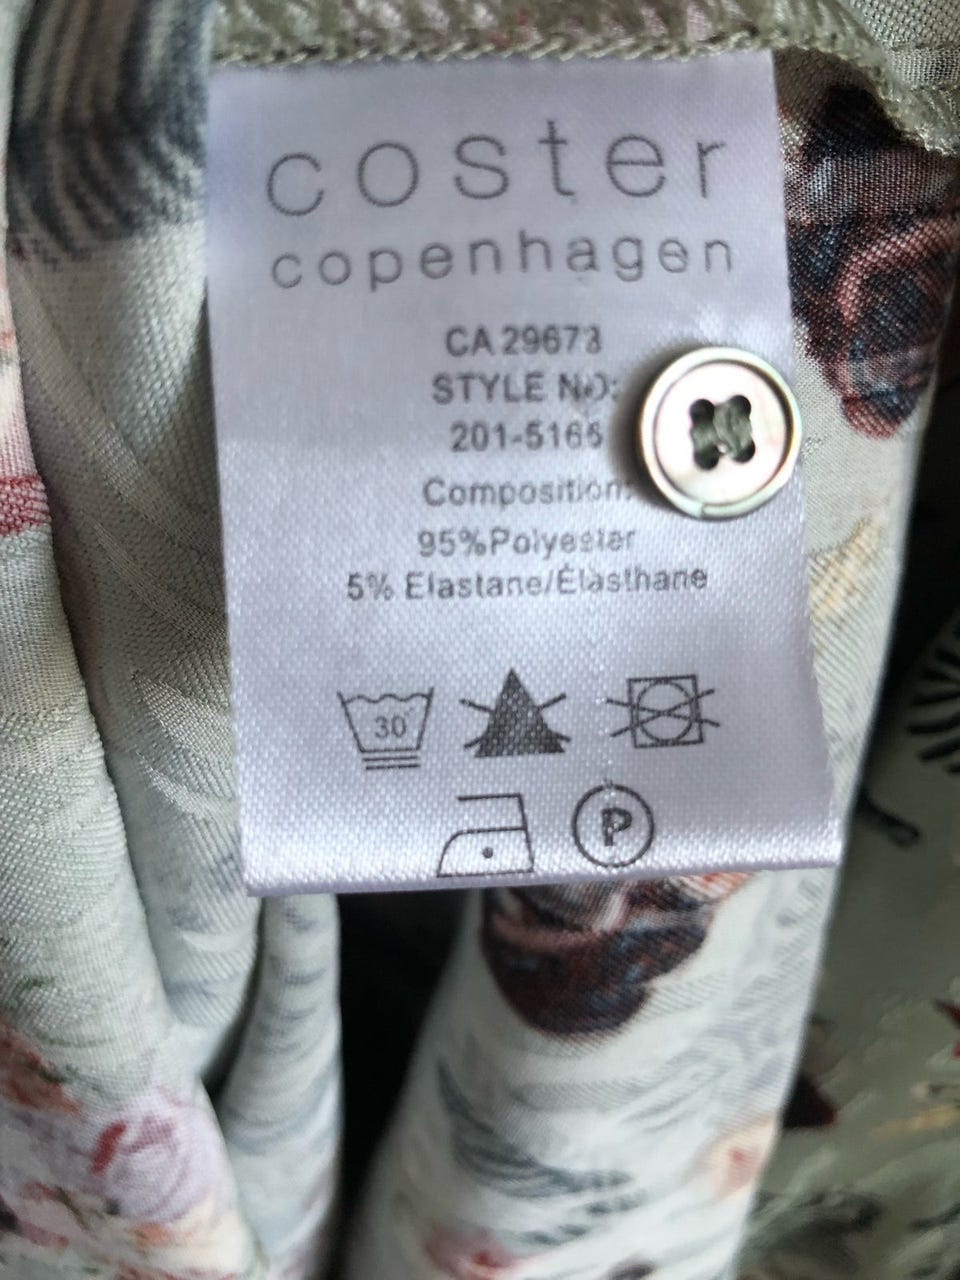 coster
copenhagen
CA 29673
STYLE NO:
201-5166
Composition:
95%Polyester
5% Elastane/Élasthane
30°
P